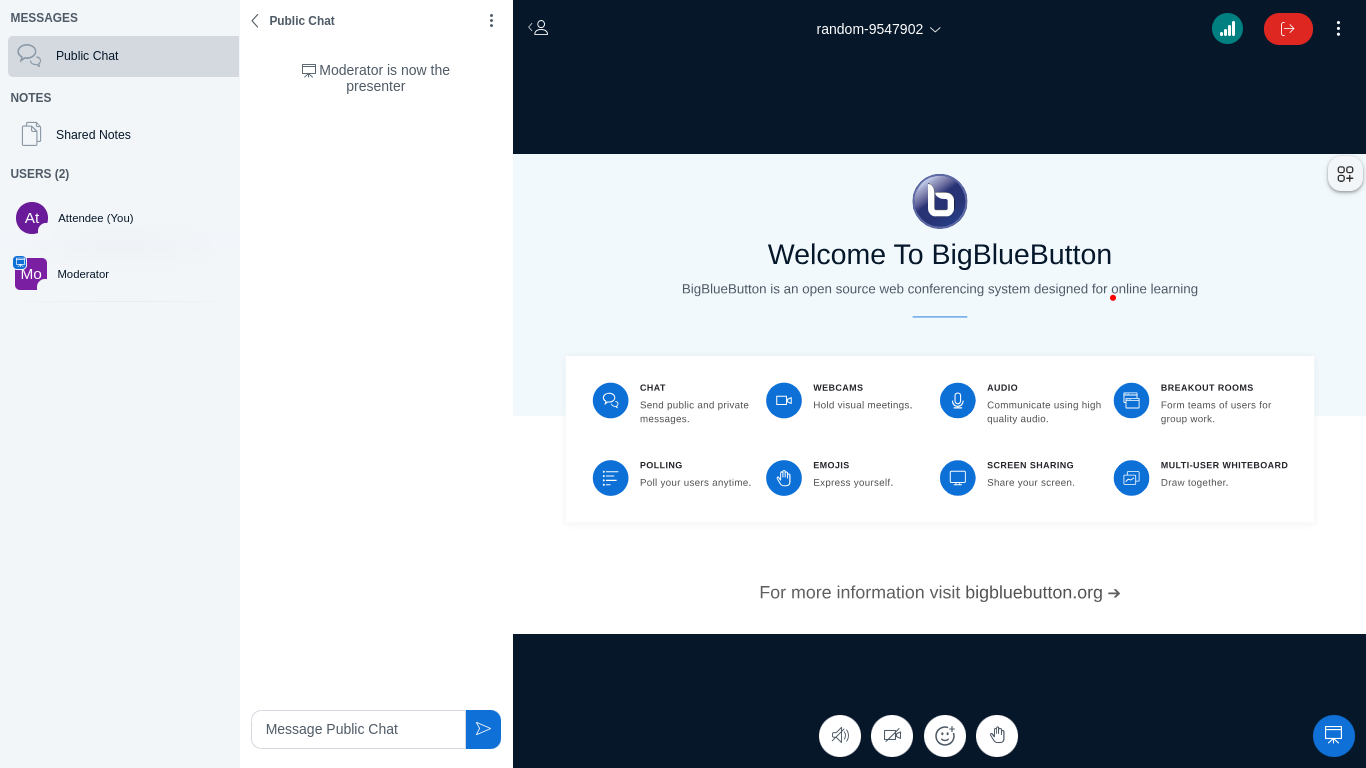 MESSAGES
Public Chat
NOTES
Shared Notes
USERS (2)
At
Attendee (You)
Mo
Moderator
Public Chat
Moderator is now the
presenter
Message Public Chat
random-9547902
Welcome To BigBlueButton
BigBlueButton is an open source web conferencing system designed for online learning
CHAT
Send public and private
messages.
WEBCAMS
Hold visual meetings.
AUDIO
Communicate using high
quality audio.
BREAKOUT ROOMS
Form teams of users for
group work.
POLLING
Poll your users anytime.
EMOJIS
Express yourself.
SCREEN SHARING
Share your screen.
MULTI-USER WHITEBOARD
Draw together.
For more information visit bigbluebutton.org →